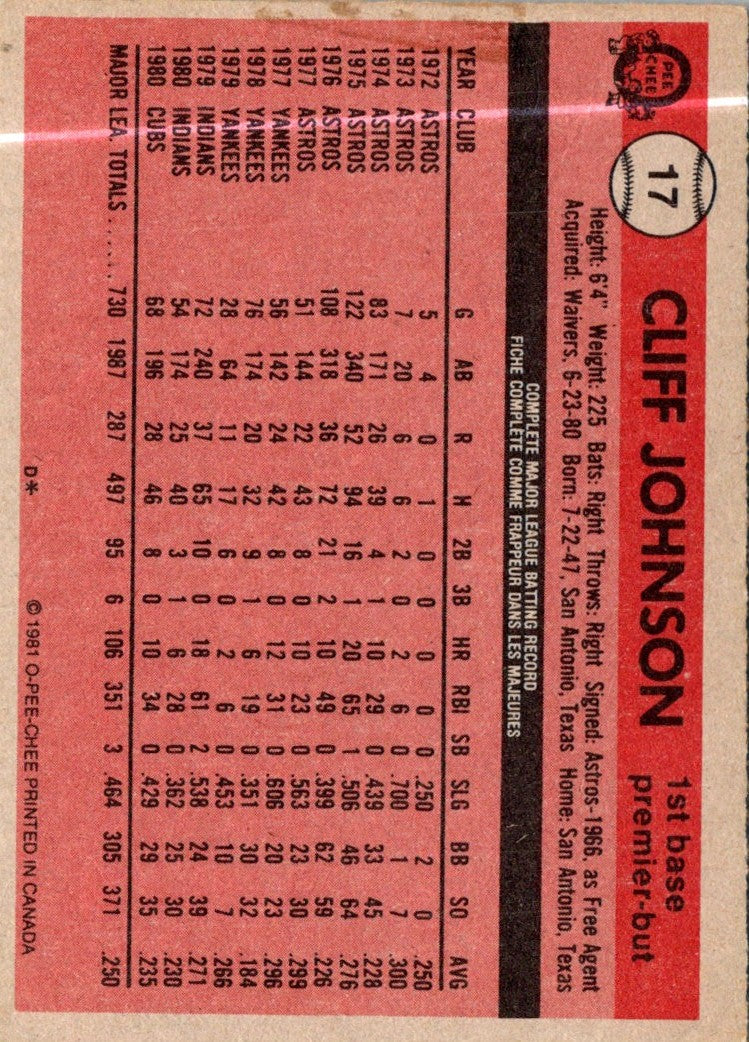 O PEE CHEE
17
CLIFF JOHNSON
1st base
premier-but
Height: 6'4" Weight: 225 Bats: Right Throws: Right Signed: Astros-1966, as Free Agent
Acquired: Waivers, 6-23-80 Born: 7-22-47, San Antonio, Texas Home: San Antonio, Texas
COMPLETE MAJOR LEAGUE BATTING RECORD
FICHE COMPLÈTE COMME FRAPPEUR DANS LES MAJEURES
YEAR CLUB G AB R H 2B 3B HR RBI SB SLG BB SO AVG
1972 ASTROS 5 4 0 1 0 0 0 0 0 .250 2 0 .250
1973 ASTROS 7 20 6 6 2 0 2 6 0 .700 1 7 .300
1974 ASTROS 83 171 26 39 4 1 10 29 0 .439 33 45 .228
1975 ASTROS 122 340 52 94 16 1 20 65 1 .506 46 64 .276
1976 ASTROS 108 318 36 72 21 2 10 49 0 .399 62 59 .226
1977 ASTROS 51 144 22 43 8 0 10 23 0 .563 23 30 .299
1977 YANKEES 56 142 24 42 8 0 12 31 0 .606 20 23 .296
1978 YANKEES 76 174 20 32 9 1 6 19 0 .351 30 32 .184
1979 YANKEES 28 64 11 17 6 0 2 6 0 .453 10 7 .266
1979 INDIANS 72 240 37 65 10 0 18 61 2 .538 24 39 .271
1980 INDIANS 54 174 25 40 3 1 6 28 0 .362 25 30 .230
1980 CUBS 68 196 28 46 8 0 10 34 0 .429 29 35 .235
MAJOR LEA. TOTALS ..... 730 1987 287 497 95 6 106 351 3 .464 305 371 .250
D*
© 1981 O-PEE-CHEE PRINTED IN CANADA